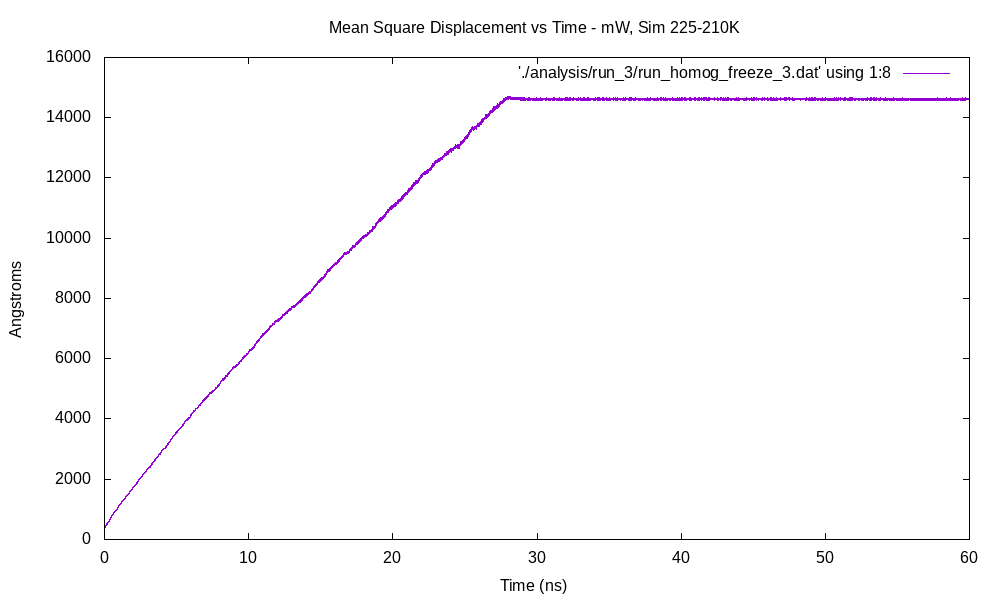 Mean Square Displacement vs Time - mW, Sim 225-210K
'./analysis/run_3/run_homog_freeze_3.dat' using 1:8
16000
14000
12000
10000
8000
6000
4000
2000
0
Angstroms
0 10 20 30 40 50 60
Time (ns)